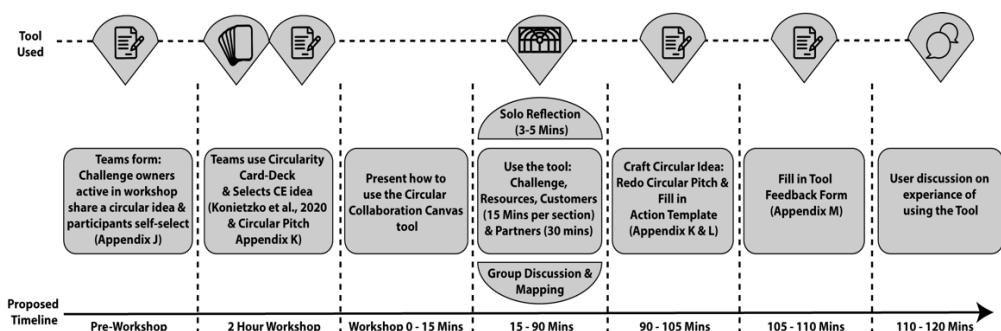 Tool
Used
Solo Reflection
(3-5 Mins)
Teams form:
Challenge owners
active in workshop
share a circular idea &
participants self-select
(Appendix J)
Teams use Circularity
Card-Deck
& Selects CE idea
(Konietzko et al., 2020
& Circular Pitch
Appendix K)
Present how to
use the Circular
Collaboration Canvas
tool
Use the tool:
Challenge,
Resources, Customers
(15 Mins per section)
& Partners (30 mins)
Craft Circular Idea:
Redo Circular Pitch &
Fill in
Action Template
(Appendix K & L)
Fill in Tool
Feedback Form
(Appendix M)
User discussion on
experiance of
using the Tool
Group Discussion &
Mapping
Proposed
Timeline
Pre-Workshop
2 Hour Workshop
Workshop 0 - 15 Mins
15 - 90 Mins
90 - 105 Mins
105 - 110 Mins
110 - 120 Mins